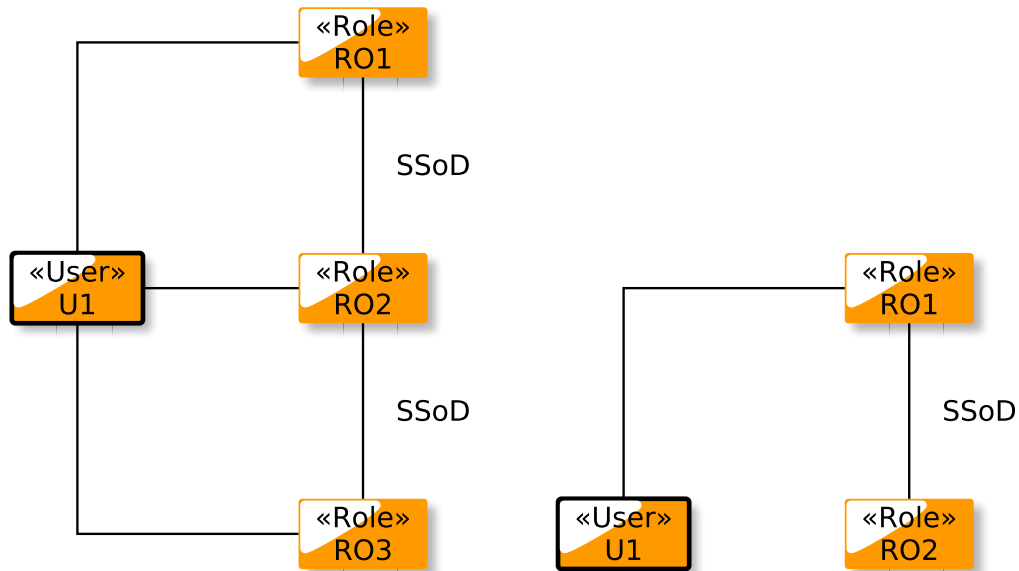 «Role»
RO1
SSoD
«User»
U1
«Role»
RO2
SSoD
«Role»
RO3
«Role»
RO1
SSoD
«User»
U1
«Role»
RO2